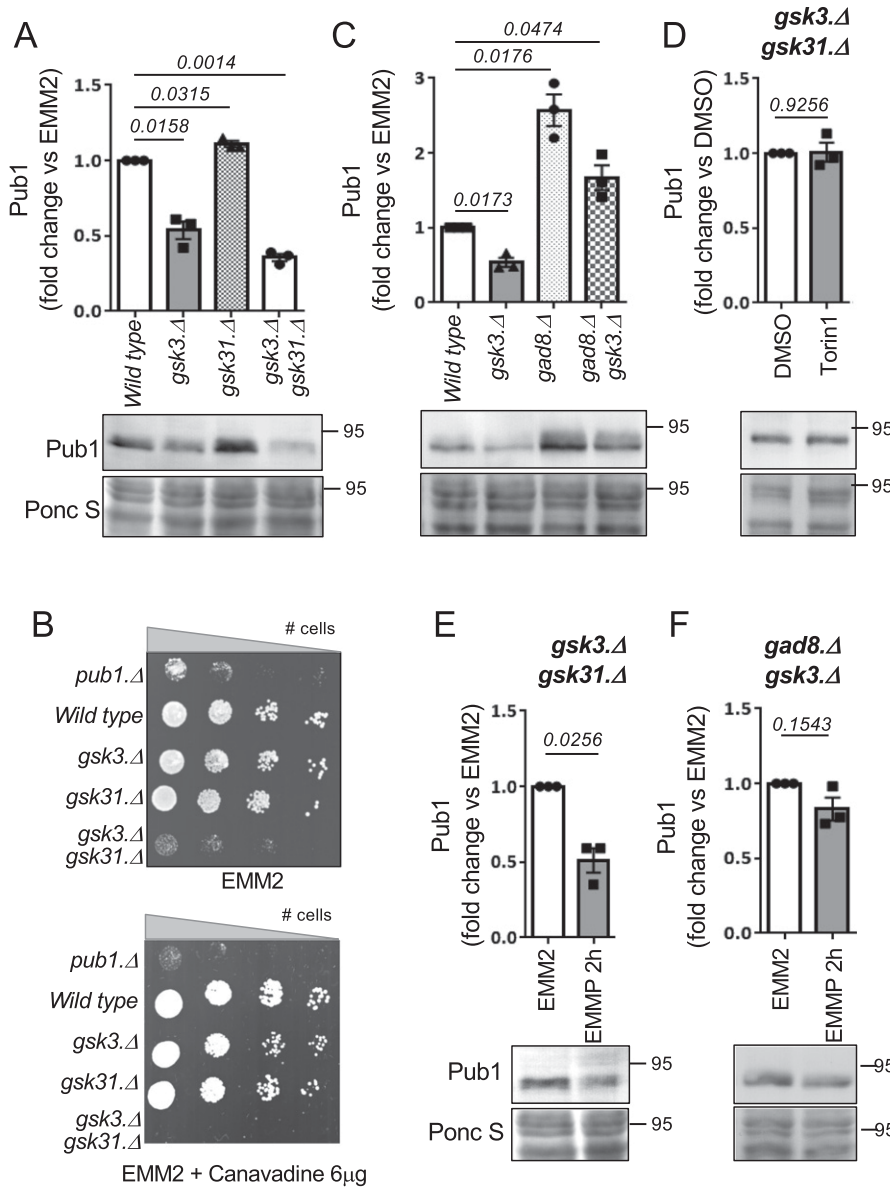 A
Pub1
(fold change vs EMM2)
0.0014
0.0315
0.0158
1.5
1.0
0.5
0.0
Wild type
gsk3.Δ
gsk31.Δ
gsk3.Δ
gsk31.Δ
Pub1
95
Ponc S
95
C
Pub1
(fold change vs EMM2)
0.0474
0.0176
0.0173
3
2
1
0
Wild type
gsk3.Δ
gad8.Δ
gad8.Δ
gsk3.Δ
95
95
D
gsk3.Δ
gsk31.Δ
Pub1
(fold change vs DMSO)
0.9256
1.5
1.0
0.5
0.0
DMSO
Torin1
95
95
B
# cells
pub1.Δ
Wild type
gsk3.Δ
gsk31.Δ
gsk3.Δ
gsk31.Δ
EMM2
# cells
pub1.Δ
Wild type
gsk3.Δ
gsk31.Δ
gsk3.Δ
gsk31.Δ
EMM2 + Canavadine 6µg
E
gsk3.Δ
gsk31.Δ
Pub1
(fold change vs EMM2)
0.0256
1.5
1.0
0.5
0.0
EMM2
EMMP 2h
Pub1
95
Ponc S
95
F
gad8.Δ
gsk3.Δ
Pub1
(fold change vs EMM2)
0.1543
1.5
1.0
0.5
0.0
EMM2
EMMP 2h
95
95